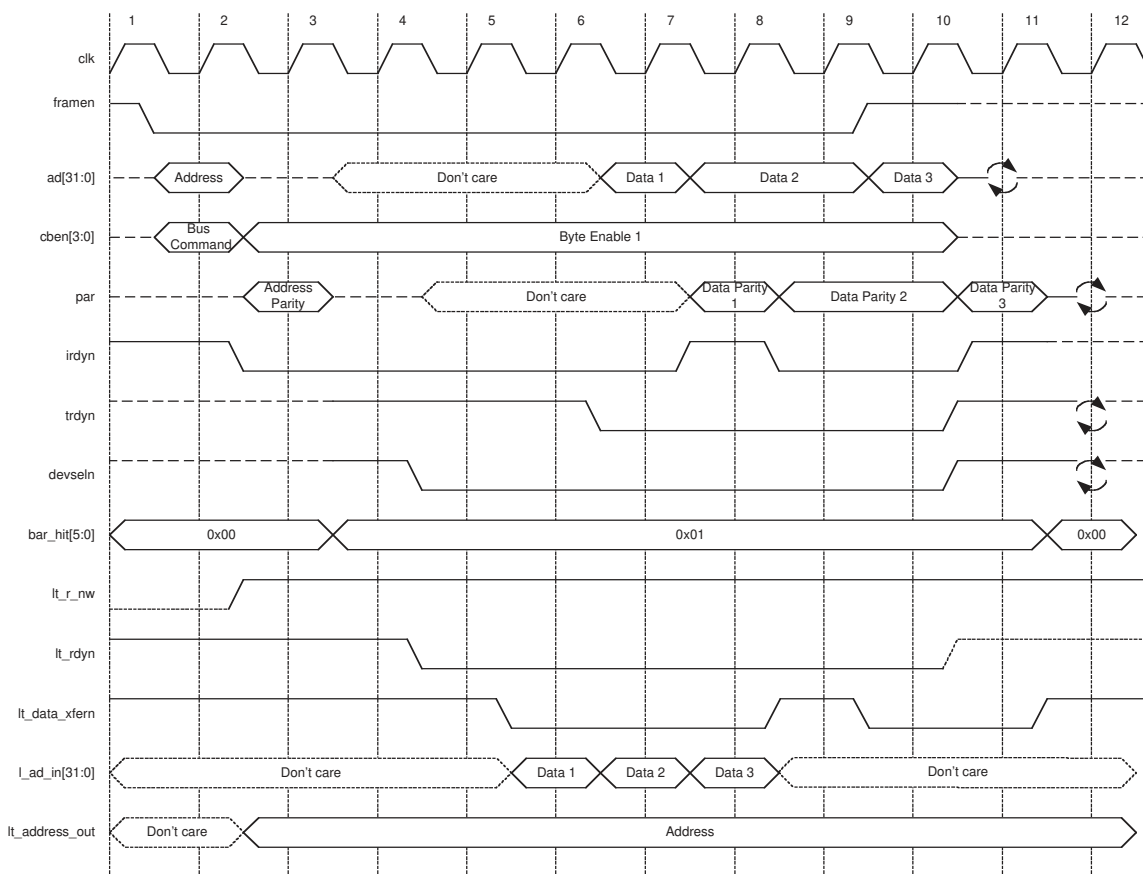 1 2 3 4 5 6 7 8 9 10 11 12
clk
framen
ad[31:0] Address Don't care Data 1 Data 2 Data 3
cben[3:0] Bus Command Byte Enable 1
par Address Parity Don't care Data Parity 1 Data Parity 2 Data Parity 3
irdyn
trdyn
devseln
bar_hit[5:0] 0x00 0x01 0x00
lt_r_nw
lt_rdyn
lt_data_xfern
l_ad_in[31:0] Don't care Data 1 Data 2 Data 3 Don't care
lt_address_out Don't care Address